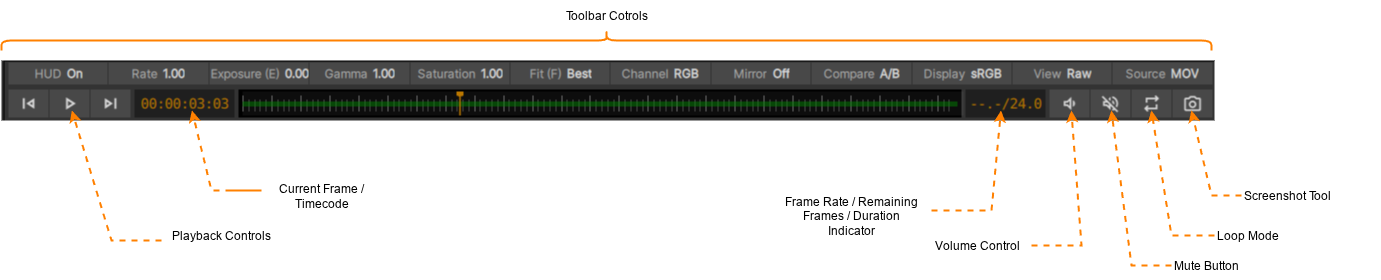 Toolbar Cotrols
HUD On Rate 1.00 Exposure (E) 0.00 Gamma 1.00 Saturation 1.00 Fit (F) Best Channel RGB Mirror Off Compare A/B Display sRGB View Raw Source MOV
00:00:03:03 --.-/24.0
Current Frame /
Timecode
Playback Controls
Frame Rate / Remaining
Frames / Duration
Indicator
Volume Control
Screenshot Tool
Loop Mode
Mute Button